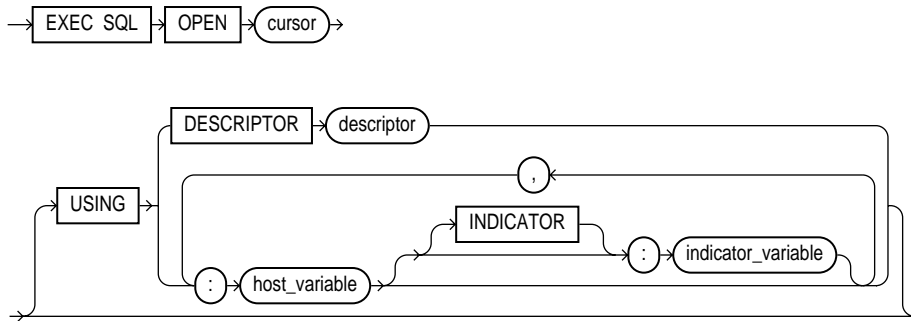 EXEC SQL OPEN cursor
DESCRIPTOR descriptor
,
USING INDICATOR
: indicator_variable
: host_variable